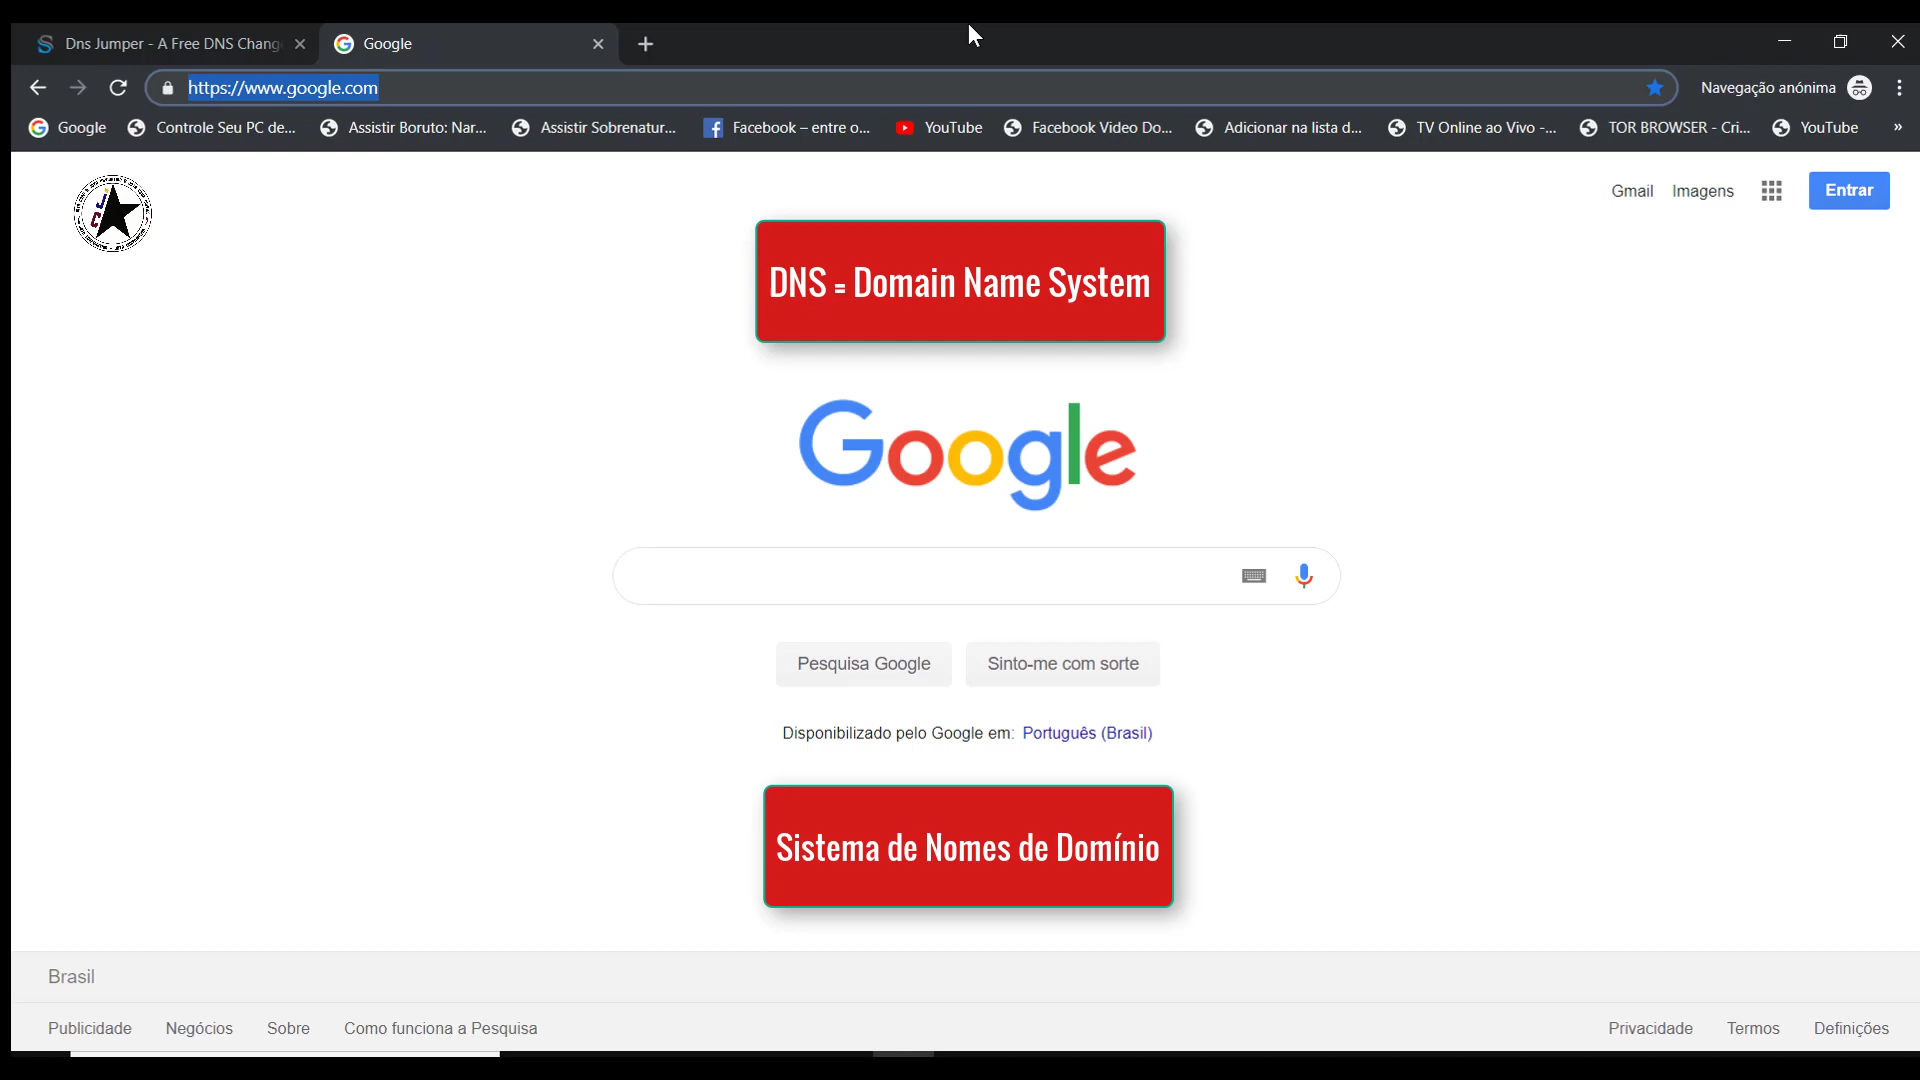 Dns Jumper - A Free DNS Chang
Google
https://www.google.com
Navegação anónima
Google
Controle Seu PC de...
Assistir Boruto: Nar...
Assistir Sobrenatur...
Facebook – entre o...
YouTube
Facebook Video Do...
Adicionar na lista d...
TV Online ao Vivo -...
TOR BROWSER - Cri...
YouTube
»
Gmail
Imagens
Entrar
DNS = Domain Name System
Google
Pesquisa Google
Sinto-me com sorte
Disponibilizado pelo Google em: Português (Brasil)
Sistema de Nomes de Domínio
Brasil
Publicidade
Negócios
Sobre
Como funciona a Pesquisa
Privacidade
Termos
Definições